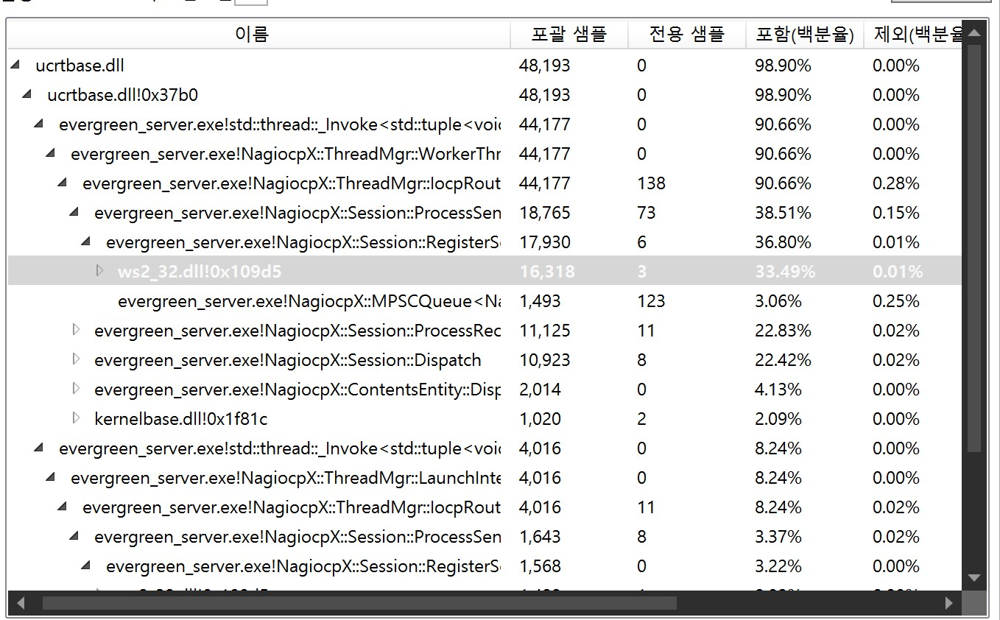 이름 포괄 샘플 전용 샘플 포함(백분율) 제외(백분율
ucrtbase.dll 48,193 0 98.90% 0.00%
ucrtbase.dll!0x37b0 48,193 0 98.90% 0.00%
evergreen_server.exe!std::thread::_Invoke<std::tuple<voic 44,177 0 90.66% 0.00%
evergreen_server.exe!NagiocpX::ThreadMgr::WorkerThr 44,177 0 90.66% 0.00%
evergreen_server.exe!NagiocpX::ThreadMgr::IocpRout 44,177 138 90.66% 0.28%
evergreen_server.exe!NagiocpX::Session::ProcessSen 18,765 73 38.51% 0.15%
evergreen_server.exe!NagiocpX::Session::RegisterS 17,930 6 36.80% 0.01%
ws2_32.dll!0x109d5 16,318 3 33.49% 0.01%
evergreen_server.exe!NagiocpX::MPSCQueue<Na 1,493 123 3.06% 0.25%
evergreen_server.exe!NagiocpX::Session::ProcessRec 11,125 11 22.83% 0.02%
evergreen_server.exe!NagiocpX::Session::Dispatch 10,923 8 22.42% 0.02%
evergreen_server.exe!NagiocpX::ContentsEntity::Disp 2,014 0 4.13% 0.00%
kernelbase.dll!0x1f81c 1,020 2 2.09% 0.00%
evergreen_server.exe!std::thread::_Invoke<std::tuple<voic 4,016 0 8.24% 0.00%
evergreen_server.exe!NagiocpX::ThreadMgr::LaunchInte 4,016 0 8.24% 0.00%
evergreen_server.exe!NagiocpX::ThreadMgr::IocpRout 4,016 11 8.24% 0.02%
evergreen_server.exe!NagiocpX::Session::ProcessSen 1,643 8 3.37% 0.02%
evergreen_server.exe!NagiocpX::Session::RegisterS 1,568 0 3.22% 0.00%